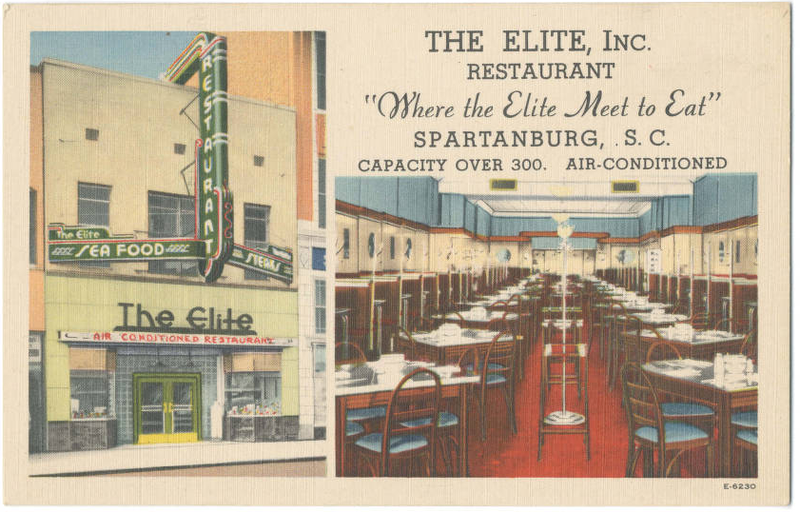 THE ELITE, INC.
RESTAURANT
"Where the Elite Meet to Eat"
SPARTANBURG, S. C.
CAPACITY OVER 300. AIR-CONDITIONED
RESTAURANT
The Elite
SEA FOOD
STEAKS
The Elite
AIR CONDITIONED RESTAURANT
E-6230